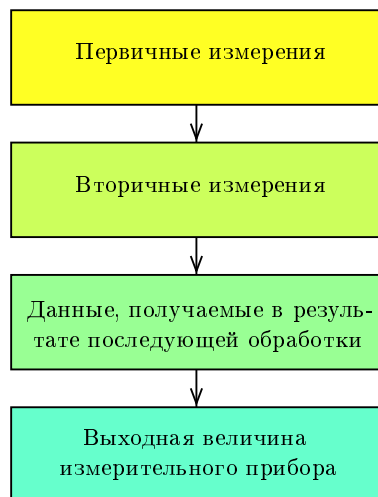 Первичные измерения
Вторичные измерения
Данные, получаемые в резуль-
тате последующей обработки
Выходная величина
измерительного прибора